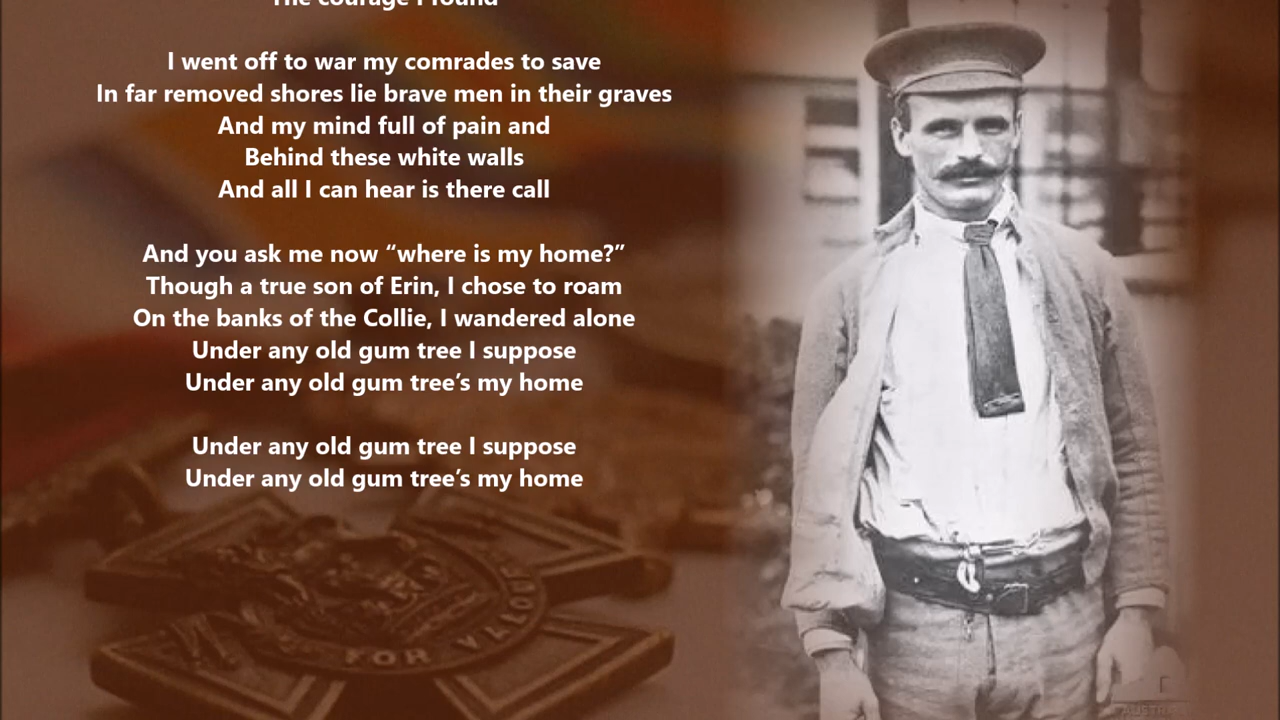 The courage I found
I went off to war my comrades to save
In far removed shores lie brave men in their graves
And my mind full of pain and
Behind these white walls
And all I can hear is there call
And you ask me now “where is my home?”
Though a true son of Erin, I chose to roam
On the banks of the Collie, I wandered alone
Under any old gum tree I suppose
Under any old gum tree’s my home
Under any old gum tree I suppose
Under any old gum tree’s my home
FOR VALOUR